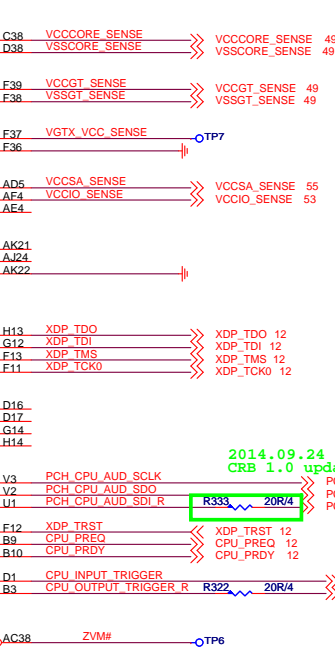 C38 VCCCORE_SENSE VCCCORE_SENSE 49
D38 VSSCORE_SENSE VSSCORE_SENSE 49
F39 VCCGT_SENSE VCCGT_SENSE 49
F38 VSSGT_SENSE VSSGT_SENSE 49
F37 VGTX_VCC_SENSE TP7
F36
AD5 VCCSA_SENSE VCCSA_SENSE 55
AF4 VCCIO_SENSE VCCIO_SENSE 53
AE4
AK21
AJ24
AK22
H13 XDP_TDO XDP_TDO 12
G12 XDP_TDI XDP_TDI 12
F13 XDP_TMS XDP_TMS 12
F11 XDP_TCK0 XDP_TCK0 12
D16
D17
G14
H14
2014.09.24
CRB 1.0 upda
V3 PCH_CPU_AUD_SCLK P
V2 PCH_CPU_AUD_SDO P
U1 PCH_CPU_AUD_SDI_R R333 20R/4 P
F12 XDP_TRST XDP_TRST 12
B9 CPU_PREQ CPU_PREQ 12
B10 CPU_PRDY CPU_PRDY 12
D1 CPU_INPUT_TRIGGER
B3 CPU_OUTPUT_TRIGGER_R R322 20R/4
AC38 ZVM# TP6